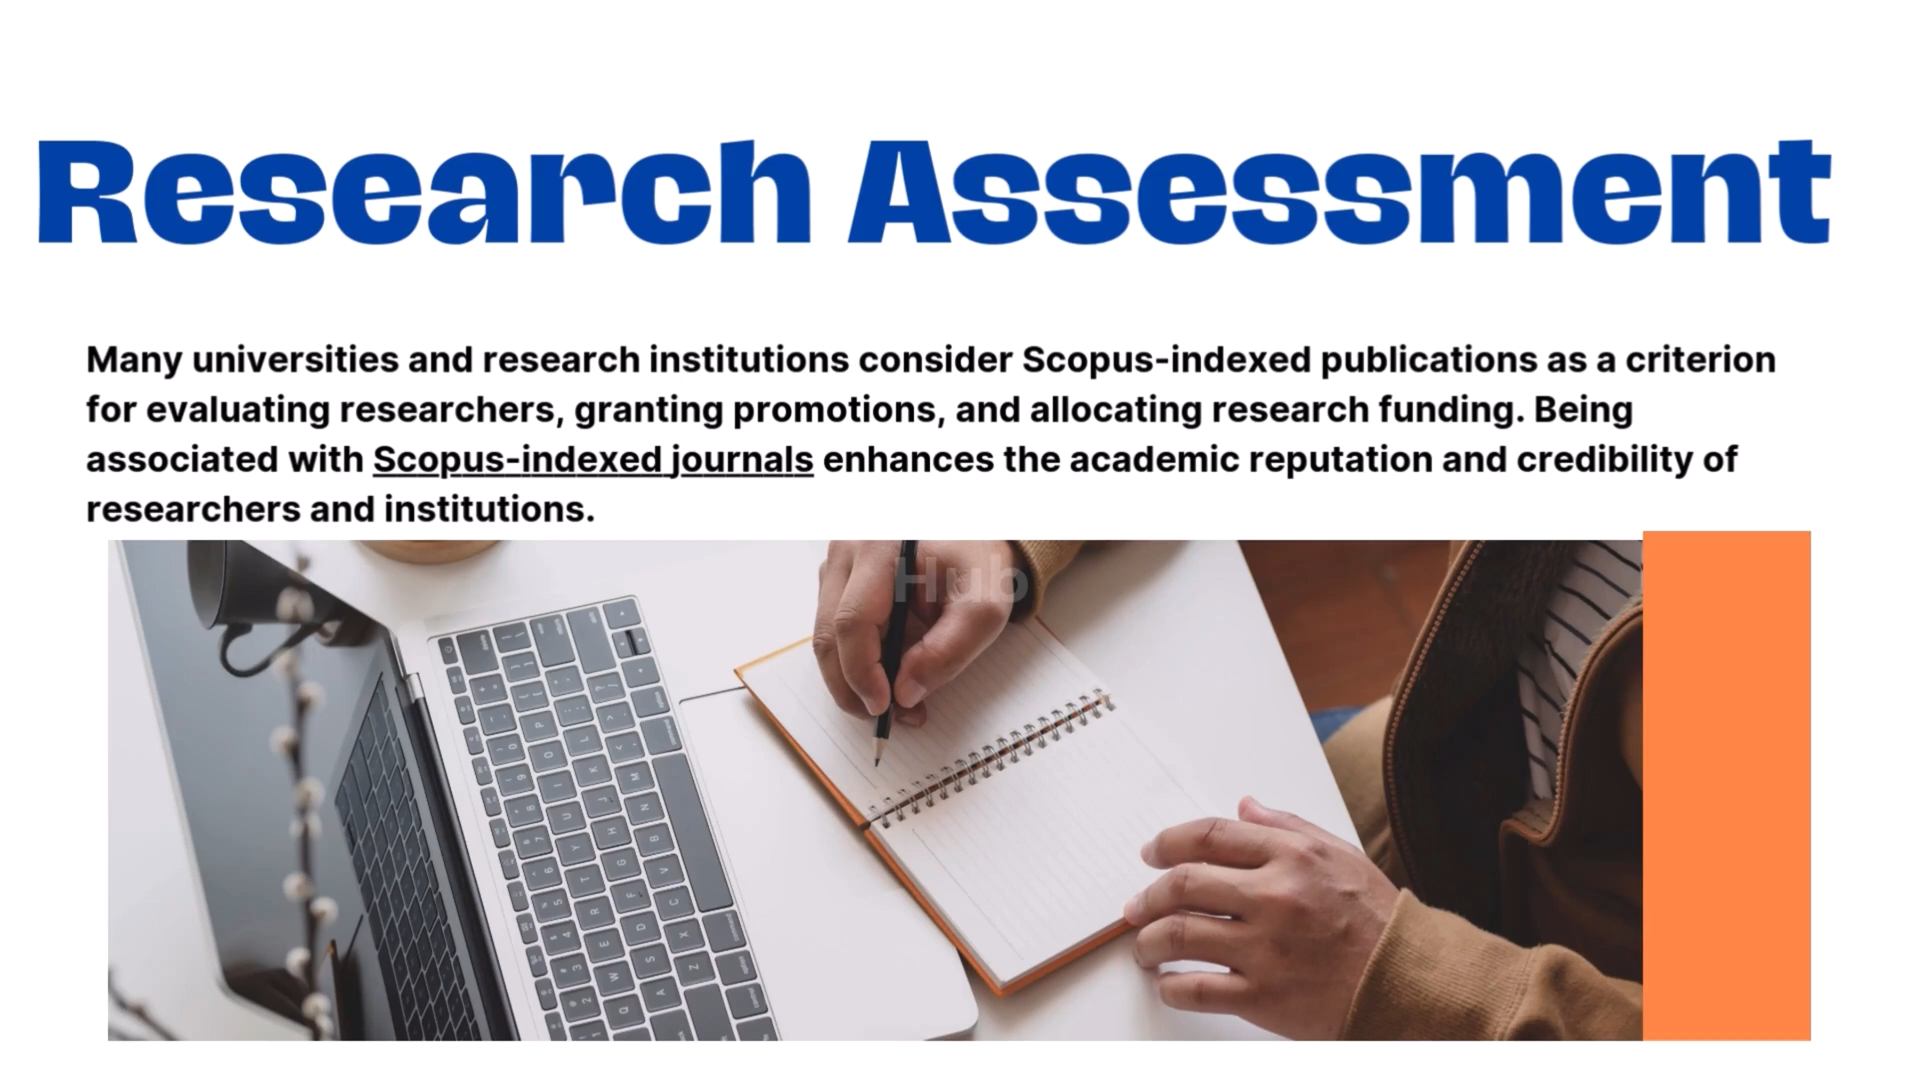 Research Assessment
Many universities and research institutions consider Scopus-indexed publications as a criterion
for evaluating researchers, granting promotions, and allocating research funding. Being
associated with Scopus-indexed journals enhances the academic reputation and credibility of
researchers and institutions.
Hub